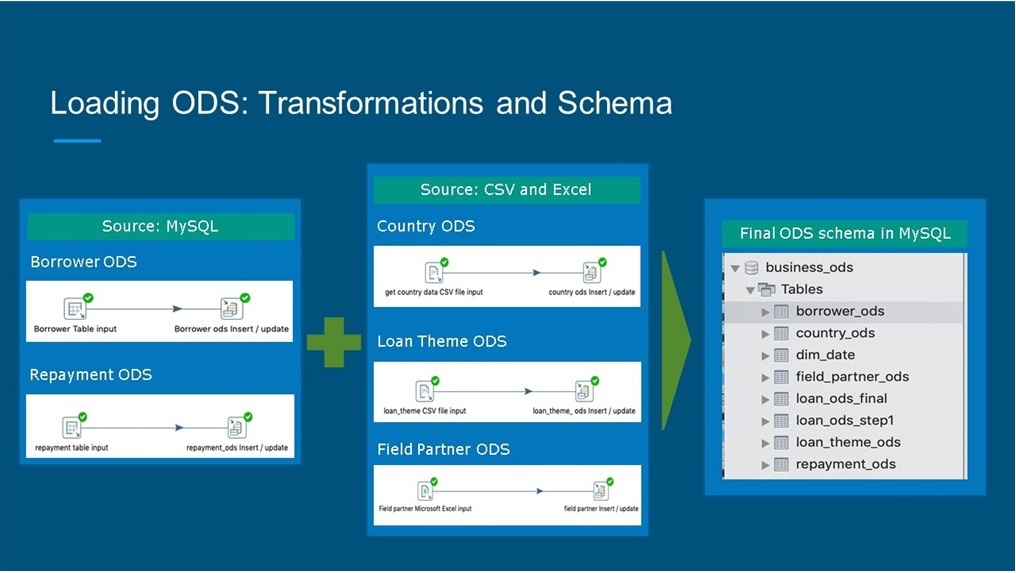 Loading ODS: Transformations and Schema
Source: MySQL
Borrower ODS
Borrower Table input
Borrower ods Insert / update
Repayment ODS
repayment table input
repayment_ods Insert / update
Source: CSV and Excel
Country ODS
get country data CSV file input
country ods Insert / update
Loan Theme ODS
loan_theme CSV file input
loan_theme_ ods Insert / update
Field Partner ODS
Field partner Microsoft Excel input
field partner Insert / update
Final ODS schema in MySQL
business_ods
Tables
borrower_ods
country_ods
dim_date
field_partner_ods
loan_ods_final
loan_ods_step1
loan_theme_ods
repayment_ods